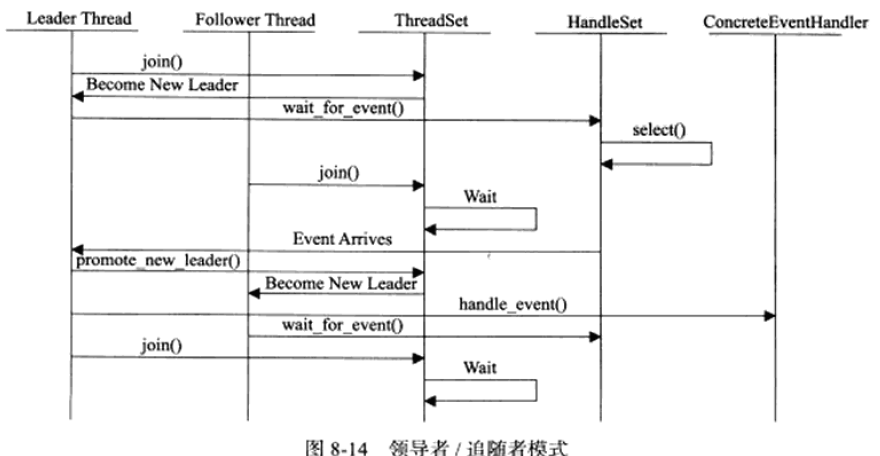 Leader Thread Follower Thread ThreadSet HandleSet ConcreteEventHandler
join()
Become New Leader
wait_for_event()
select()
join()
Wait
Event Arrives
promote_new_leader()
Become New Leader
handle_event()
wait_for_event()
join()
Wait
图 8-14 领导者 / 追随者模式